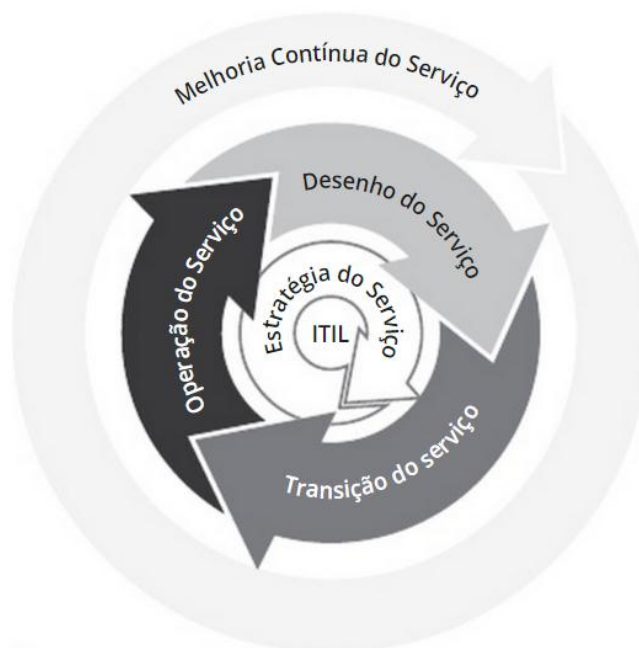 Melhoria Contínua do Serviço
Desenho do Serviço
Operação do Serviço
Estratégia do Serviço
ITIL
Transição do serviço